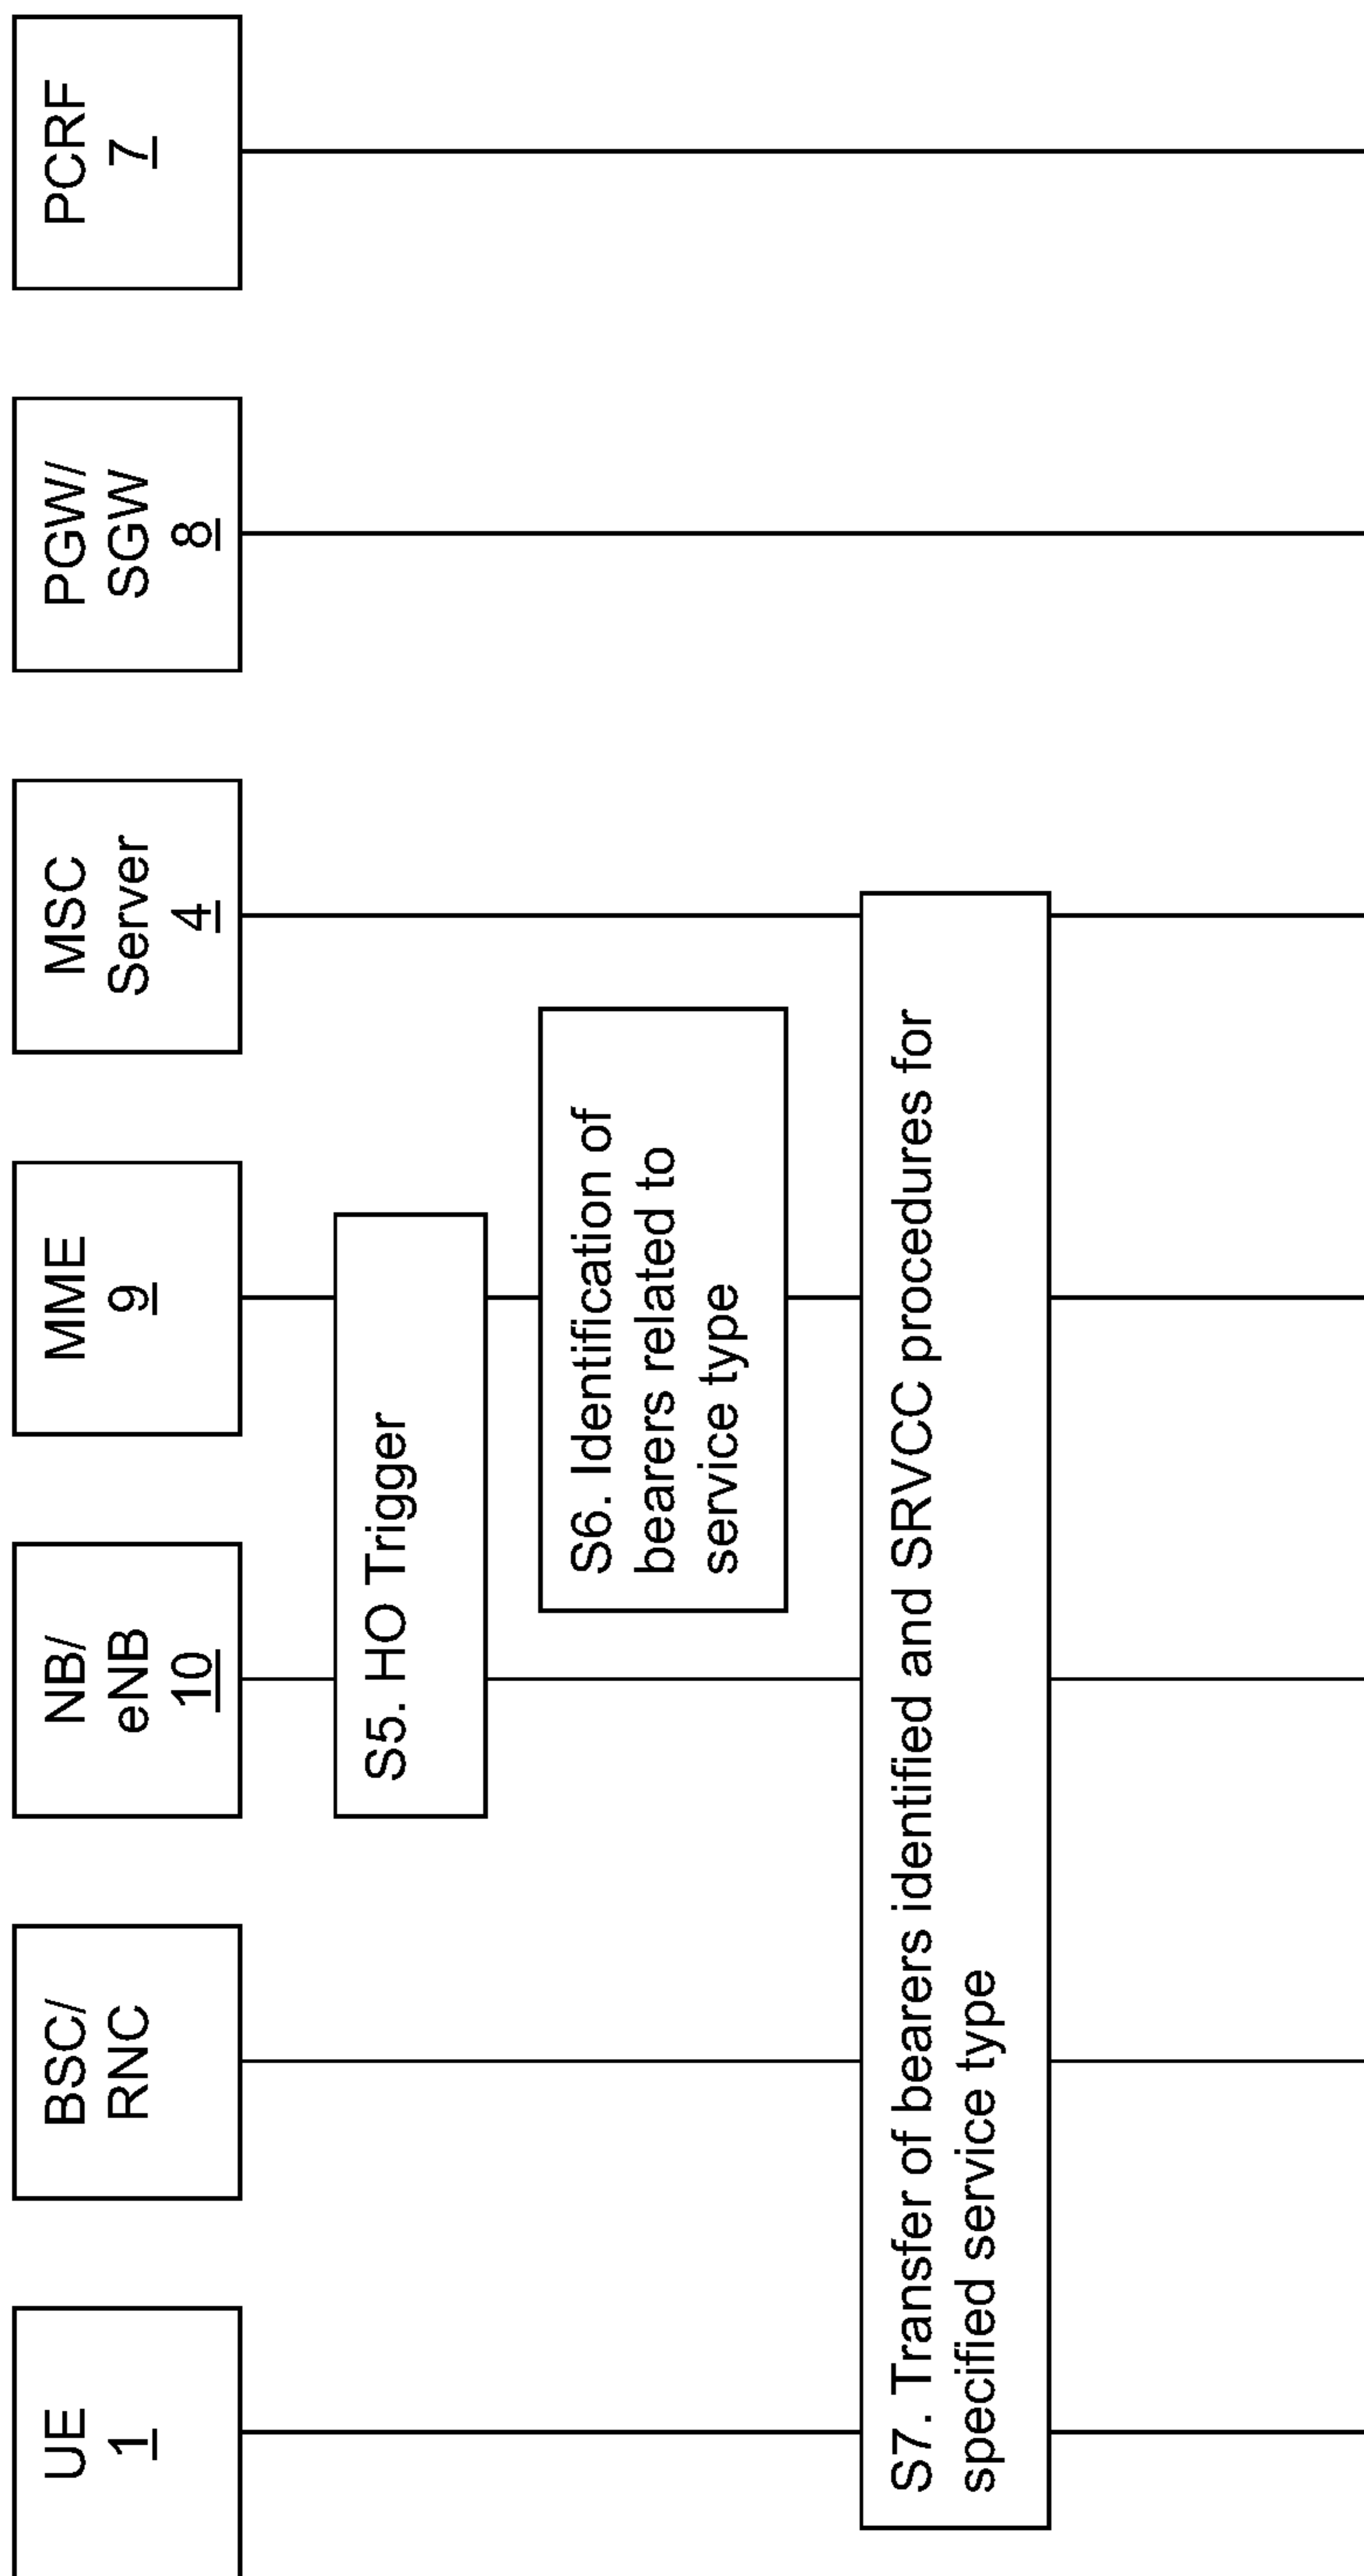 UE
1
BSC/
RNC
NB/
eNB
10
MME
9
MSC
Server
4
PGW/
SGW
8
PCRF
7
S5. HO Trigger
S6. Identification of
bearers related to
service type
S7. Transfer of bearers identified and SRVCC procedures for
specified service type